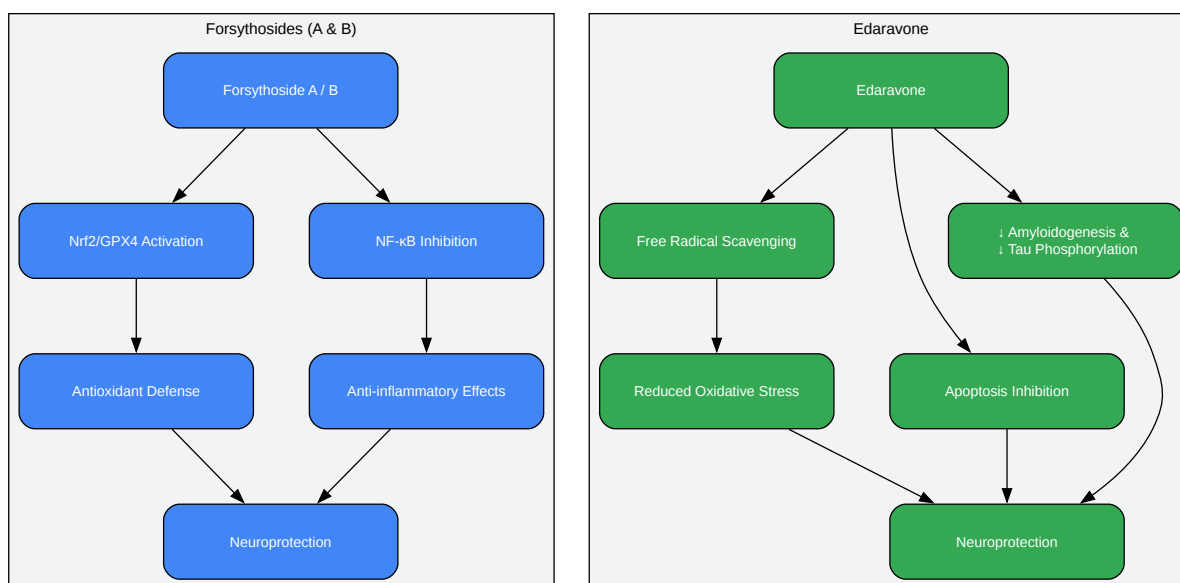 Forsythosides (A & B)
Forsythoside A / B
Nrf2/GPX4 Activation
NF-κB Inhibition
Antioxidant Defense
Anti-inflammatory Effects
Neuroprotection
Edaravone
Edaravone
Free Radical Scavenging
↓ Amyloidogenesis &
↓ Tau Phosphorylation
Reduced Oxidative Stress
Apoptosis Inhibition
Neuroprotection